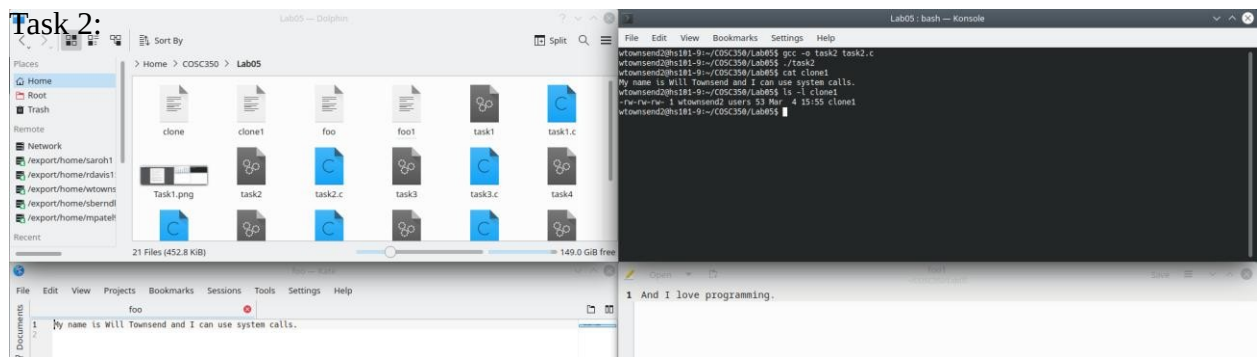 Task 2:
Lab05 — Dolphin
Sort By
Split
Places
Home
Root
Trash
Remote
Network
/export/home/saroh1
/export/home/rdavis1
/export/home/wtowns
/export/home/sberndl
/export/home/mpatel
Recent
> Home > COSC350 > Lab05
clone
clone1
foo
foo1
task1
task1.c
Task1.png
task2
task2.c
task3
task3.c
task4
21 Files (452.8 KiB)
149.0 GiB free
Lab05 : bash — Konsole
File Edit View Bookmarks Settings Help
wtownsend2@hs101-9:~/COSC350/Lab05$ gcc -o task2 task2.c
wtownsend2@hs101-9:~/COSC350/Lab05$ ./task2
wtownsend2@hs101-9:~/COSC350/Lab05$ cat clone1
My name is Will Townsend and I can use system calls.
wtownsend2@hs101-9:~/COSC350/Lab05$ ls -l clone1
-rw-rw-rw- 1 wtownsend2 users 53 Mar 4 15:55 clone1
wtownsend2@hs101-9:~/COSC350/Lab05$
foo — Kate
File Edit View Projects Bookmarks Sessions Tools Settings Help
foo
Documents
1 My name is Will Townsend and I can use system calls.
2
Open
foo1
Save
1 And I love programming.